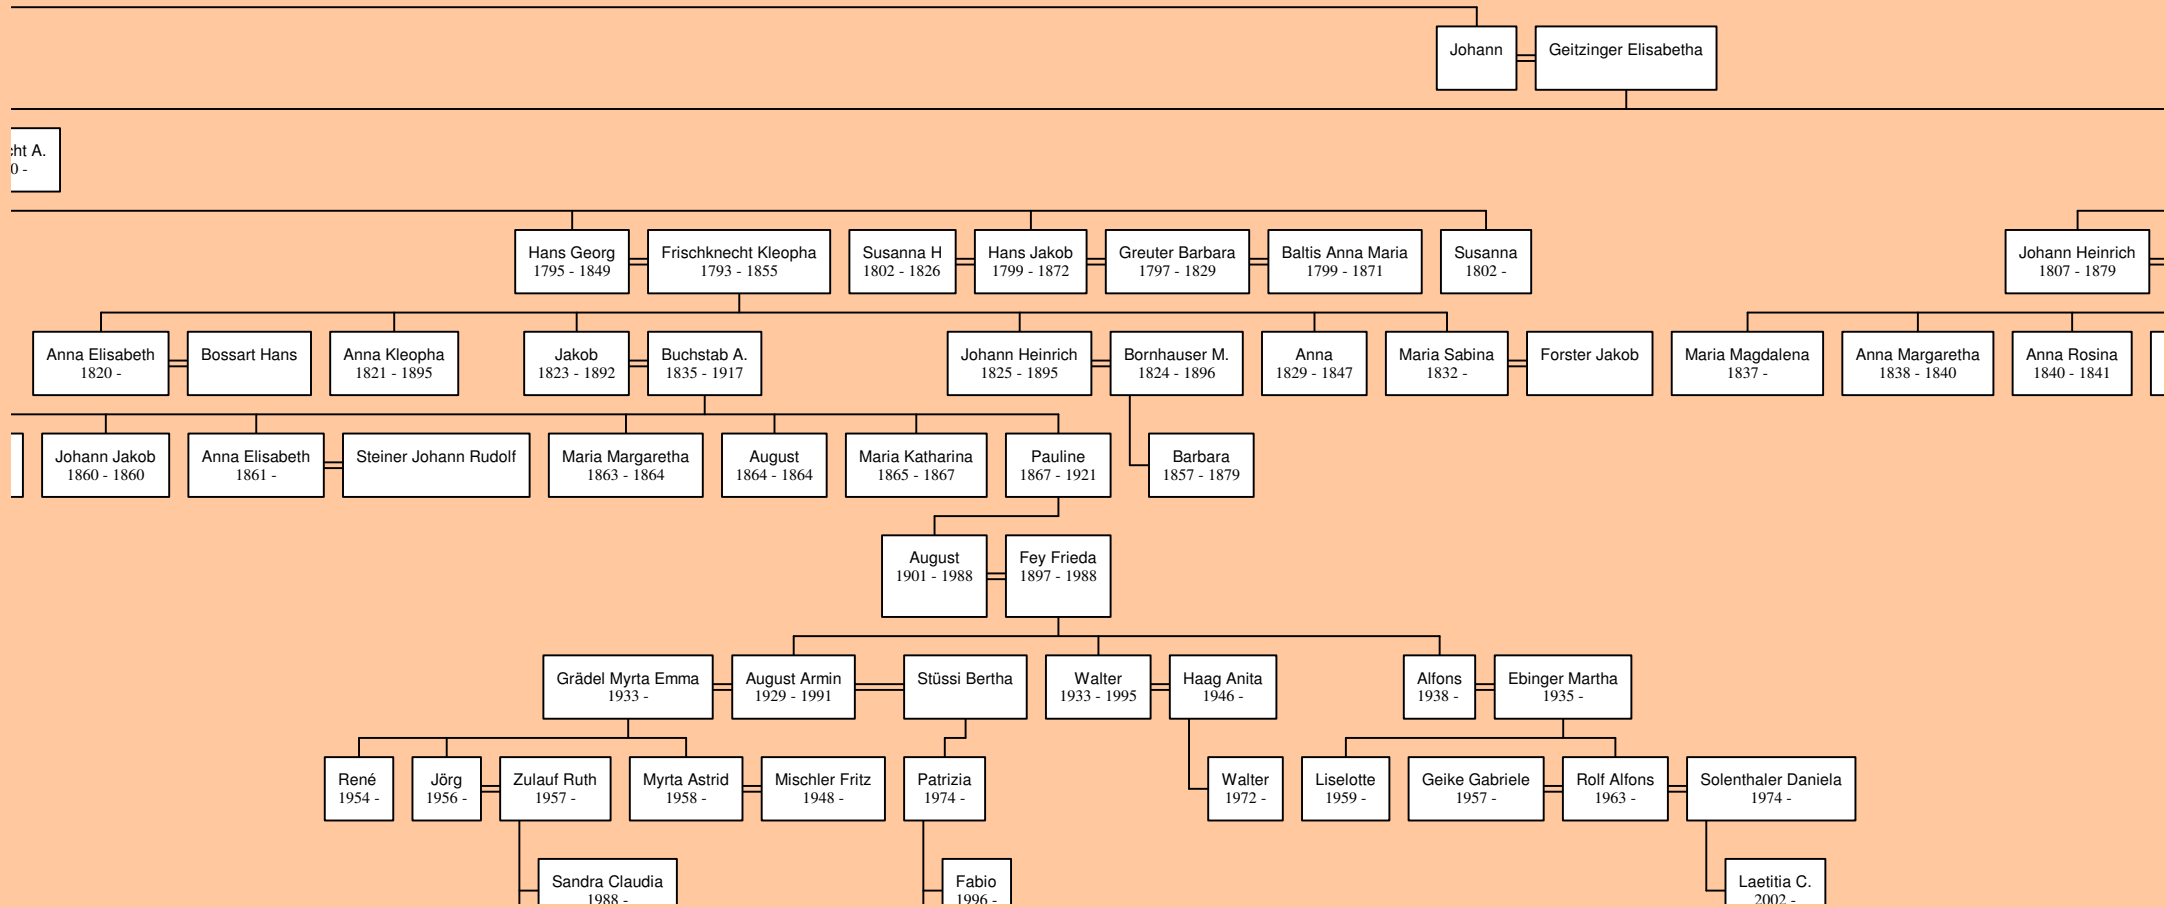 Johann
Geitzinger Elisabetha
ht A.
0 -
Hans Georg
1795 - 1849
Frischknecht Kleopha
1793 - 1855
Susanna H
1802 - 1826
Hans Jakob
1799 - 1872
Greuter Barbara
1797 - 1829
Baltis Anna Maria
1799 - 1871
Susanna
1802 -
Johann Heinrich
1807 - 1879
Anna Elisabeth
1820 -
Bossart Hans
Anna Kleopha
1821 - 1895
Jakob
1823 - 1892
Buchstab A.
1835 - 1917
Johann Heinrich
1825 - 1895
Bornhauser M.
1824 - 1896
Anna
1829 - 1847
Maria Sabina
1832 -
Forster Jakob
Maria Magdalena
1837 -
Anna Margaretha
1838 - 1840
Anna Rosina
1840 - 1841
Johann Jakob
1860 - 1860
Anna Elisabeth
1861 -
Steiner Johann Rudolf
Maria Margaretha
1863 - 1864
August
1864 - 1864
Maria Katharina
1865 - 1867
Pauline
1867 - 1921
Barbara
1857 - 1879
August
1901 - 1988
Fey Frieda
1897 - 1988
Grädel Myrta Emma
1933 -
August Armin
1929 - 1991
Stüssi Bertha
Walter
1933 - 1995
Haag Anita
1946 -
Alfons
1938 -
Ebinger Martha
1935 -
René
1954 -
Jörg
1956 -
Zulauf Ruth
1957 -
Myrta Astrid
1958 -
Mischler Fritz
1948 -
Patrizia
1974 -
Walter
1972 -
Liselotte
1959 -
Geike Gabriele
1957 -
Rolf Alfons
1963 -
Solenthaler Daniela
1974 -
Sandra Claudia
1988 -
Fabio
1996 -
Laetitia C.
2002 -